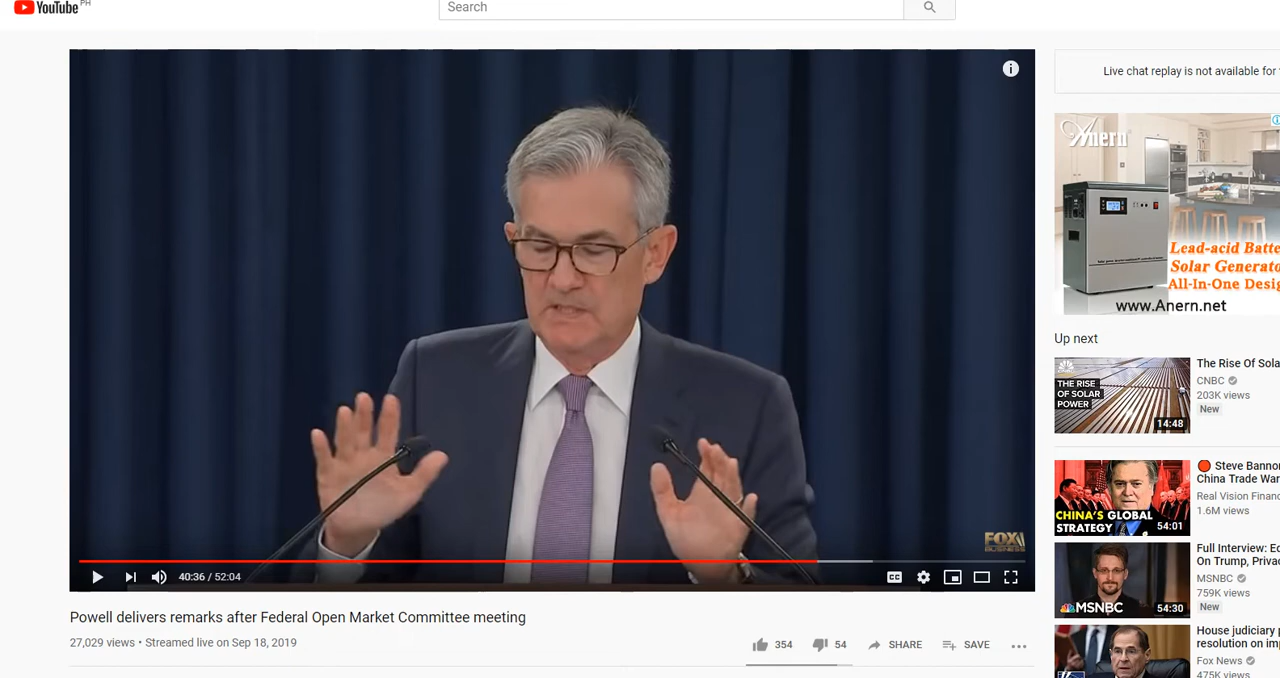 YouTube PH
Search
Live chat replay is not available for
Anern
Lead-acid Batte
Solar Generato
All-In-One Desig
www.Anern.net
FOX
BUSINESS
40:36 / 52:04
CC
Powell delivers remarks after Federal Open Market Committee meeting
27,029 views • Streamed live on Sep 18, 2019
354
54
SHARE
SAVE
Up next
THE RISE
OF SOLAR
POWER
14:48
The Rise Of Sola
CNBC
203K views
New
CHINA'S GLOBAL
STRATEGY
54:01
Steve Bannon
China Trade War
Real Vision Financ
1.6M views
MSNBC
54:30
Full Interview: Ed
On Trump, Privac
MSNBC
759K views
New
House judiciary p
resolution on imp
Fox News
475K views